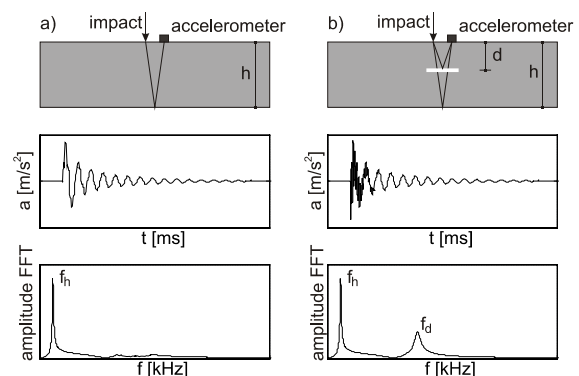 a) impact accelerometer
h
a [m/s²]
t [ms]
amplitude FFT
f_h
f [kHz]
b) impact accelerometer
d
h
a [m/s²]
t [ms]
amplitude FFT
f_h
f_d
f [kHz]